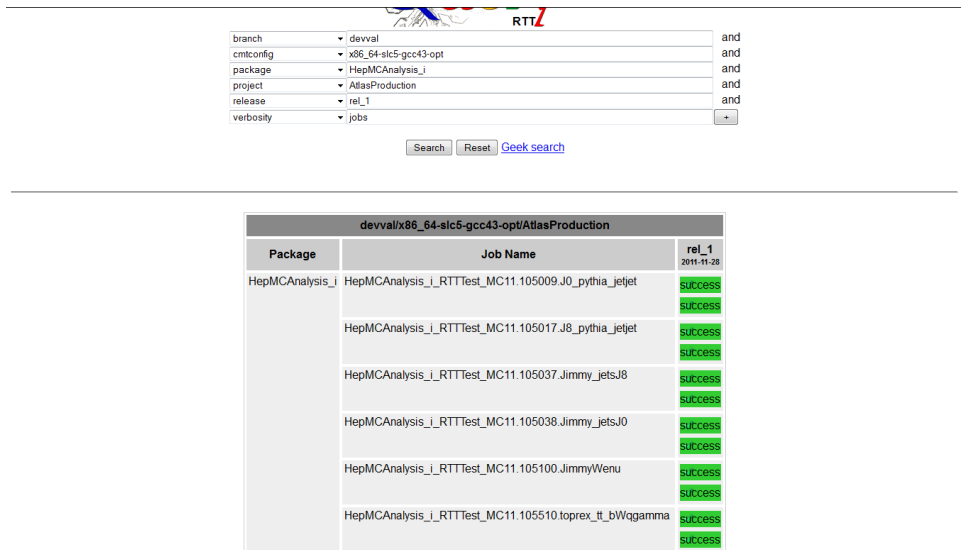 RTT
branch devval and
cmtconfig x86_64-slc5-gcc43-opt and
package HepMCAnalysis_i and
project AtlasProduction and
release rel_1 and
verbosity jobs +
Search Reset Geek search
devval/x86_64-slc5-gcc43-opt/AtlasProduction
Package Job Name rel_1
2011-11-28
HepMCAnalysis_i HepMCAnalysis_i_RTTTest_MC11.105009.J0_pythia_jetjet success
success
HepMCAnalysis_i_RTTTest_MC11.105017.J8_pythia_jetjet success
success
HepMCAnalysis_i_RTTTest_MC11.105037.Jimmy_jetsJ8 success
success
HepMCAnalysis_i_RTTTest_MC11.105038.Jimmy_jetsJ0 success
success
HepMCAnalysis_i_RTTTest_MC11.105100.JimmyWenu success
success
HepMCAnalysis_i_RTTTest_MC11.105510.toprex_tt_bWqgamma success
success